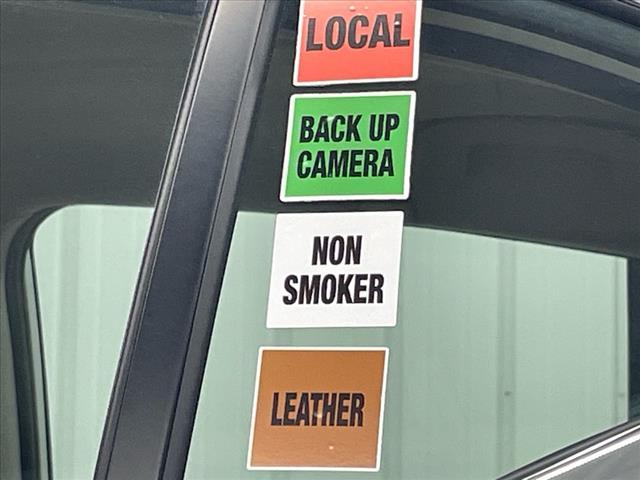 LOCAL
BACK UP
CAMERA
NON
SMOKER
LEATHER